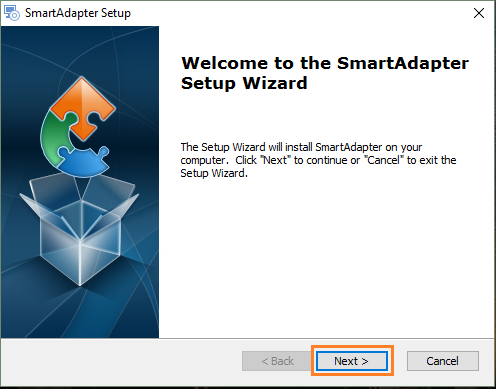 SmartAdapter Setup
Welcome to the SmartAdapter
Setup Wizard
The Setup Wizard will install SmartAdapter on your
computer. Click "Next" to continue or "Cancel" to exit the
Setup Wizard.
< Back
Next >
Cancel